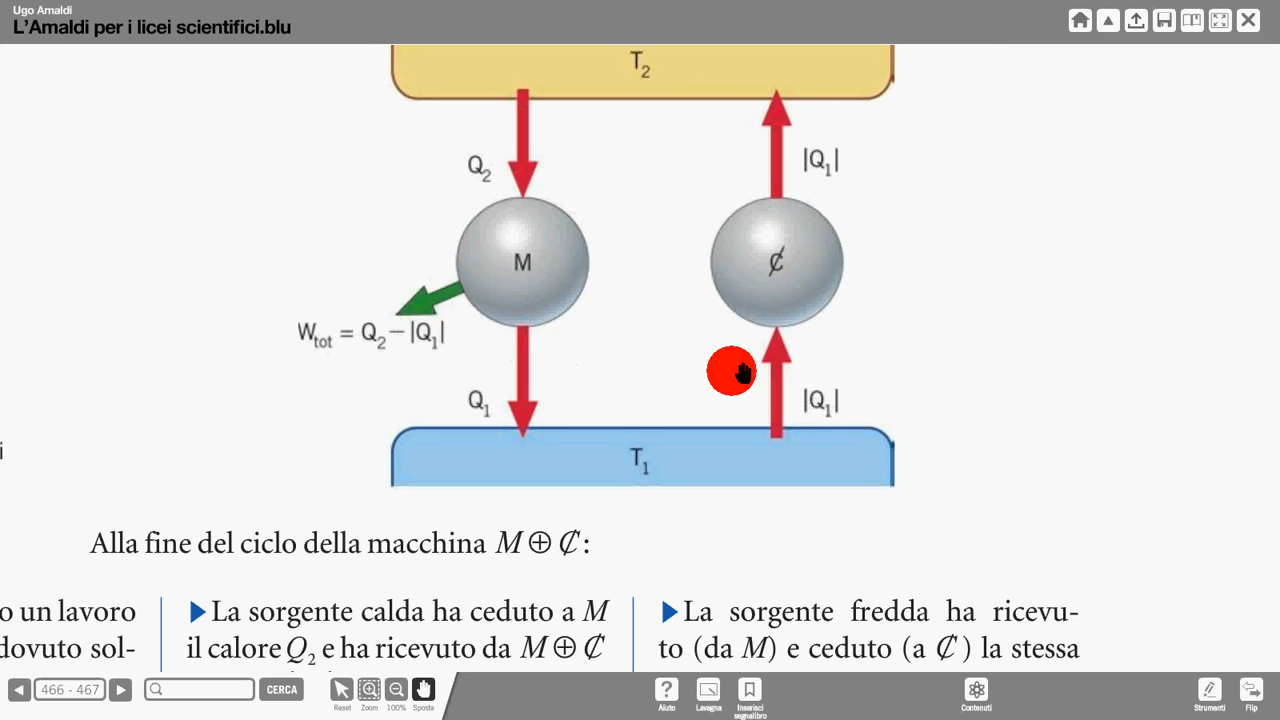 Ugo Amaldi
L'Amaldi per i licei scientifici.blu
T2
Q2
|Q1|
M
₡
Wtot = Q2 – |Q1|
Q1
|Q1|
T1
i
Alla fine del ciclo della macchina M ⊕ ₡:
o un lavoro
dovuto sol-
▶ La sorgente calda ha ceduto a M
il calore Q2 e ha ricevuto da M ⊕ ₡
▶ La sorgente fredda ha ricevu-
to (da M) e ceduto (a ₡) la stessa
466 - 467
CERCA
Reset
Zoom
100%
Sposta
Aiuto
Lavagna
Inserisci
segnalibro
Contenuti
Strumenti
Flip